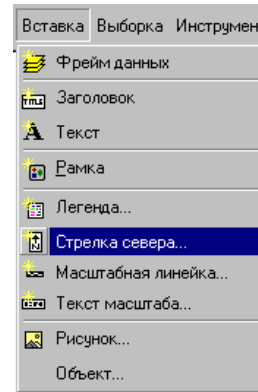 Вставка Выборка Инструмен
Фрейм данных
Заголовок
Текст
Рамка
Легенда...
Стрелка севера...
Масштабная линейка...
Текст масштаба...
Рисунок...
Объект...